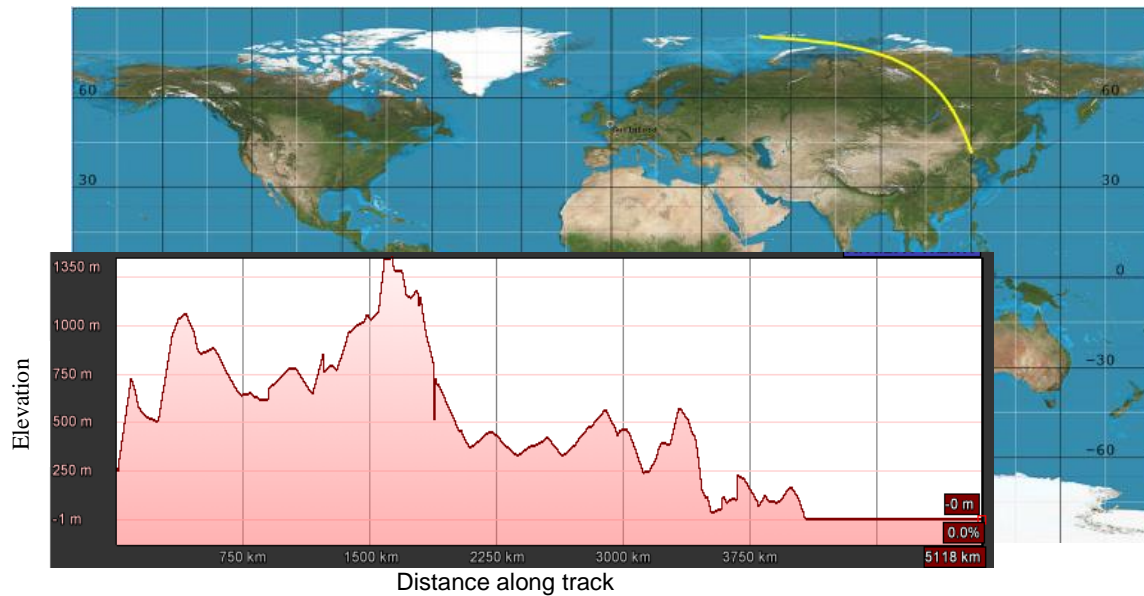 60
60
30
30
0
-30
-60
1350 m
1000 m
750 m
500 m
250 m
-1 m
Elevation
-0 m
0.0%
750 km
1500 km
2250 km
3000 km
3750 km
5118 km
Distance along track